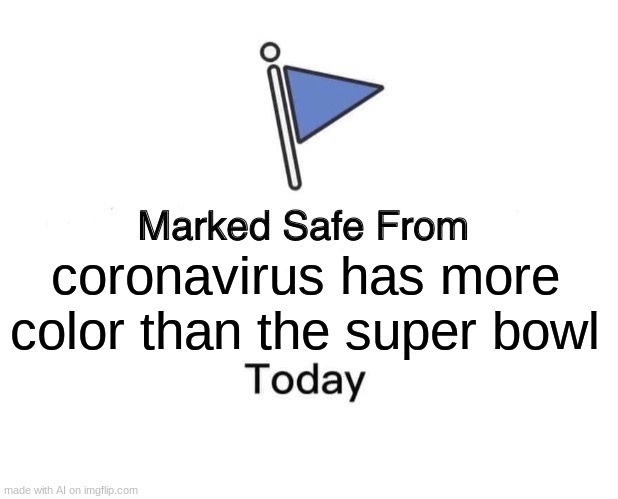 Marked Safe From
coronavirus has more
color than the super bowl
Today
made with AI on imgflip.com